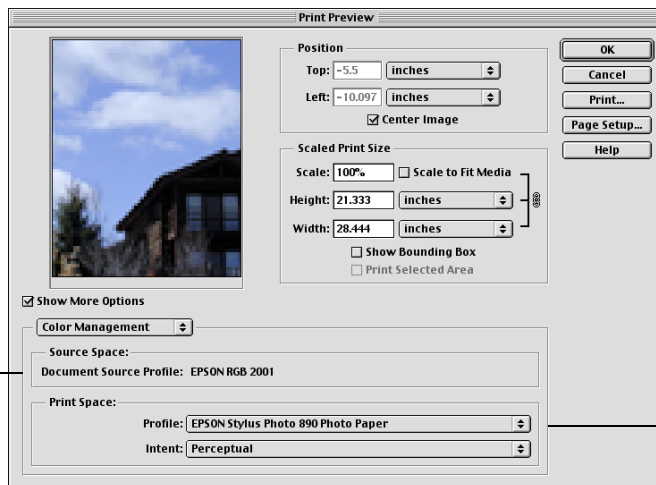 Print Preview
Position
Top: -5.5 inches
Left: -10.097 inches
Center Image
Scaled Print Size
Scale: 100% Scale to Fit Media
Height: 21.333 inches
Width: 28.444 inches
Show Bounding Box
Print Selected Area
OK
Cancel
Print...
Page Setup...
Help
Show More Options
Color Management
Source Space:
Document Source Profile: EPSON RGB 2001
Print Space:
Profile: EPSON Stylus Photo 890 Photo Paper
Intent: Perceptual